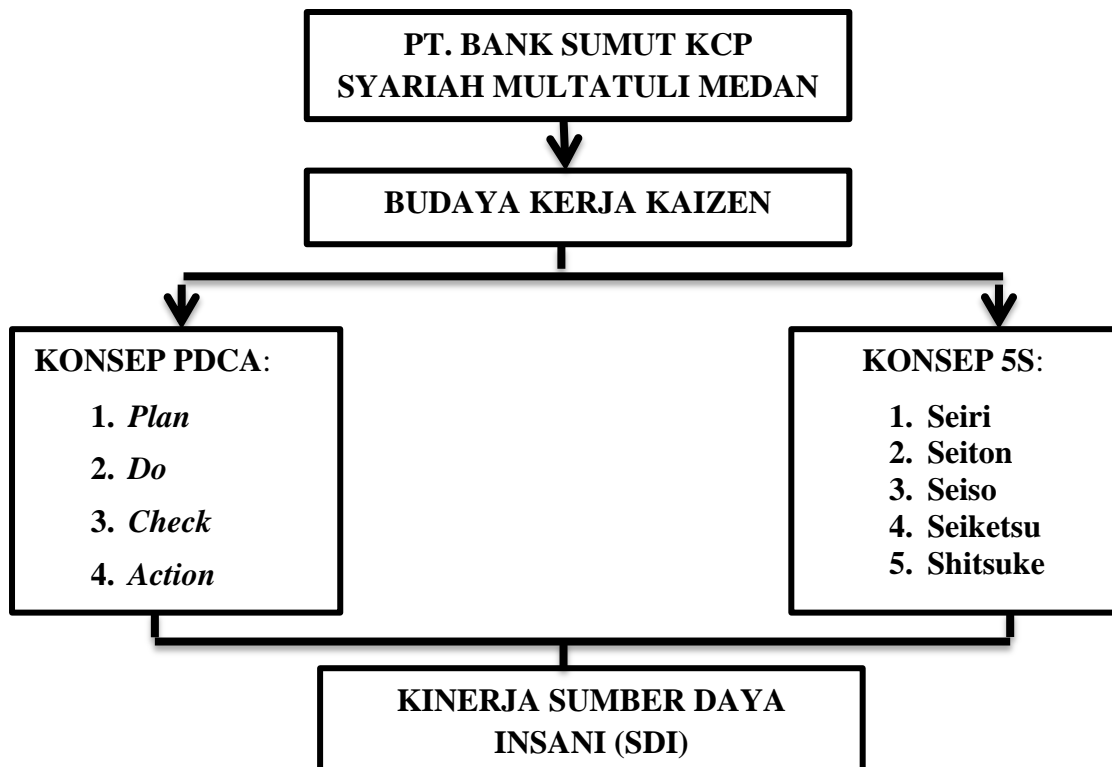 PT. BANK SUMUT KCP
SYARIAH MULTATULI MEDAN
BUDAYA KERJA KAIZEN
KONSEP PDCA:
1. Plan
2. Do
3. Check
4. Action
KONSEP 5S:
1. Seiri
2. Seiton
3. Seiso
4. Seiketsu
5. Shitsuke
KINERJA SUMBER DAYA
INSANI (SDI)